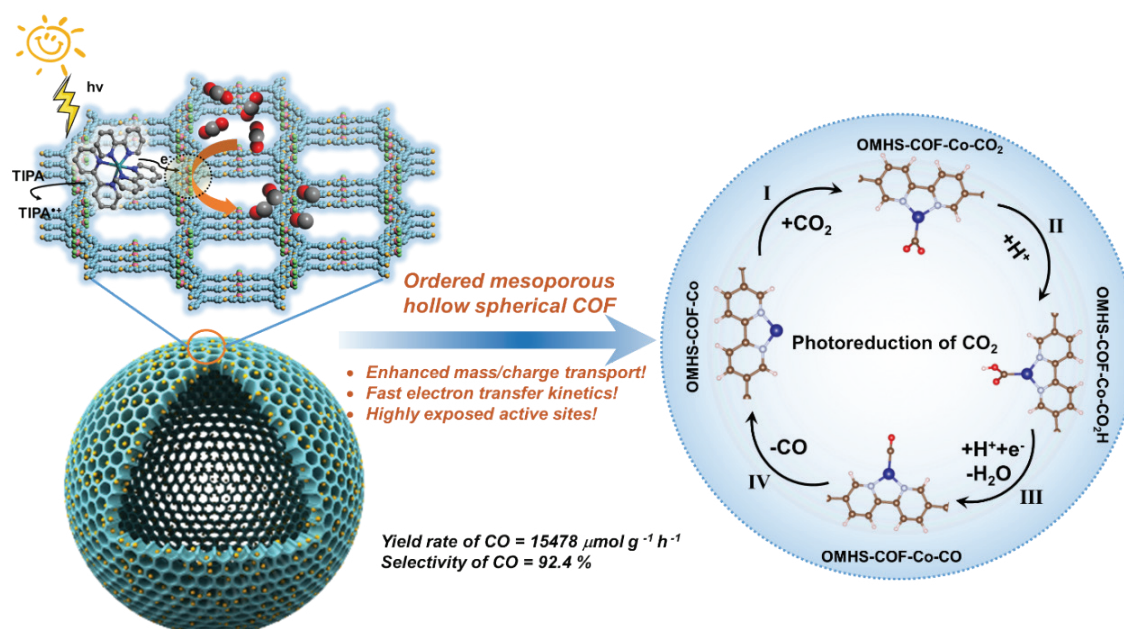 hν
TIPA
e-
TIPA•+
Ordered mesoporous
hollow spherical COF
• Enhanced mass/charge transport!
• Fast electron transfer kinetics!
• Highly exposed active sites!
Yield rate of CO = 15478 μmol g⁻¹ h⁻¹
Selectivity of CO = 92.4 %
OMHS-COF-Co-CO₂
I
+CO₂
II
+H⁺
OMHS-COF-Co
Photoreduction of CO₂
OMHS-COF-Co-CO₂H
-CO
IV
+H⁺+e⁻
-H₂O
III
OMHS-COF-Co-CO